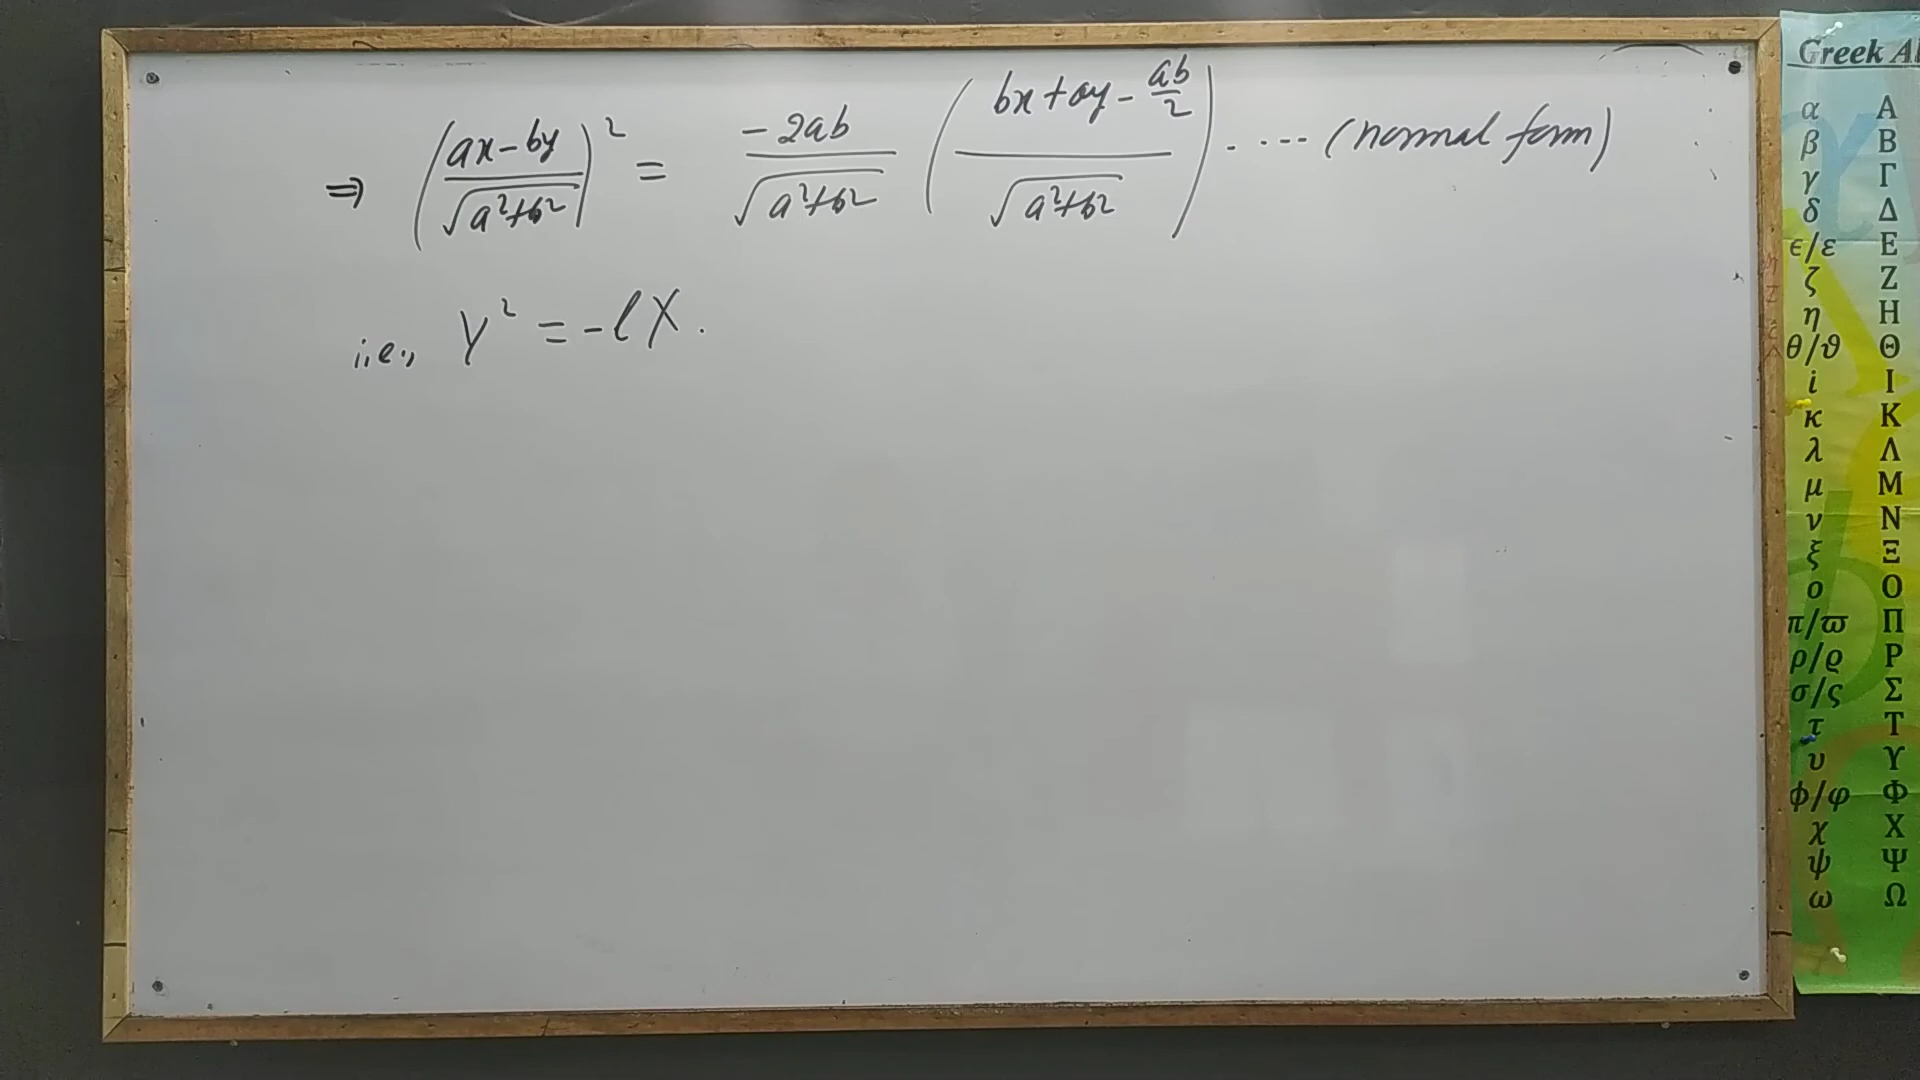 ⇒ ((ax-by)/√(a²+b²))² = -2ab/√(a²+b²) ((bx+ay-ab/2)/√(a²+b²)) ..... (normal form)
i.e., Y² = -lX.
Greek Al
α Α
β Β
γ Γ
δ Δ
ϵ/ε Ε
ζ Ζ
η Η
θ/ϑ Θ
i Ι
κ Κ
λ Λ
μ Μ
ν Ν
ξ Ξ
ο Ο
π/ϖ Π
ρ/ϱ Ρ
σ/ς Σ
τ Τ
υ Υ
ϕ/φ Φ
χ Χ
ψ Ψ
ω Ω